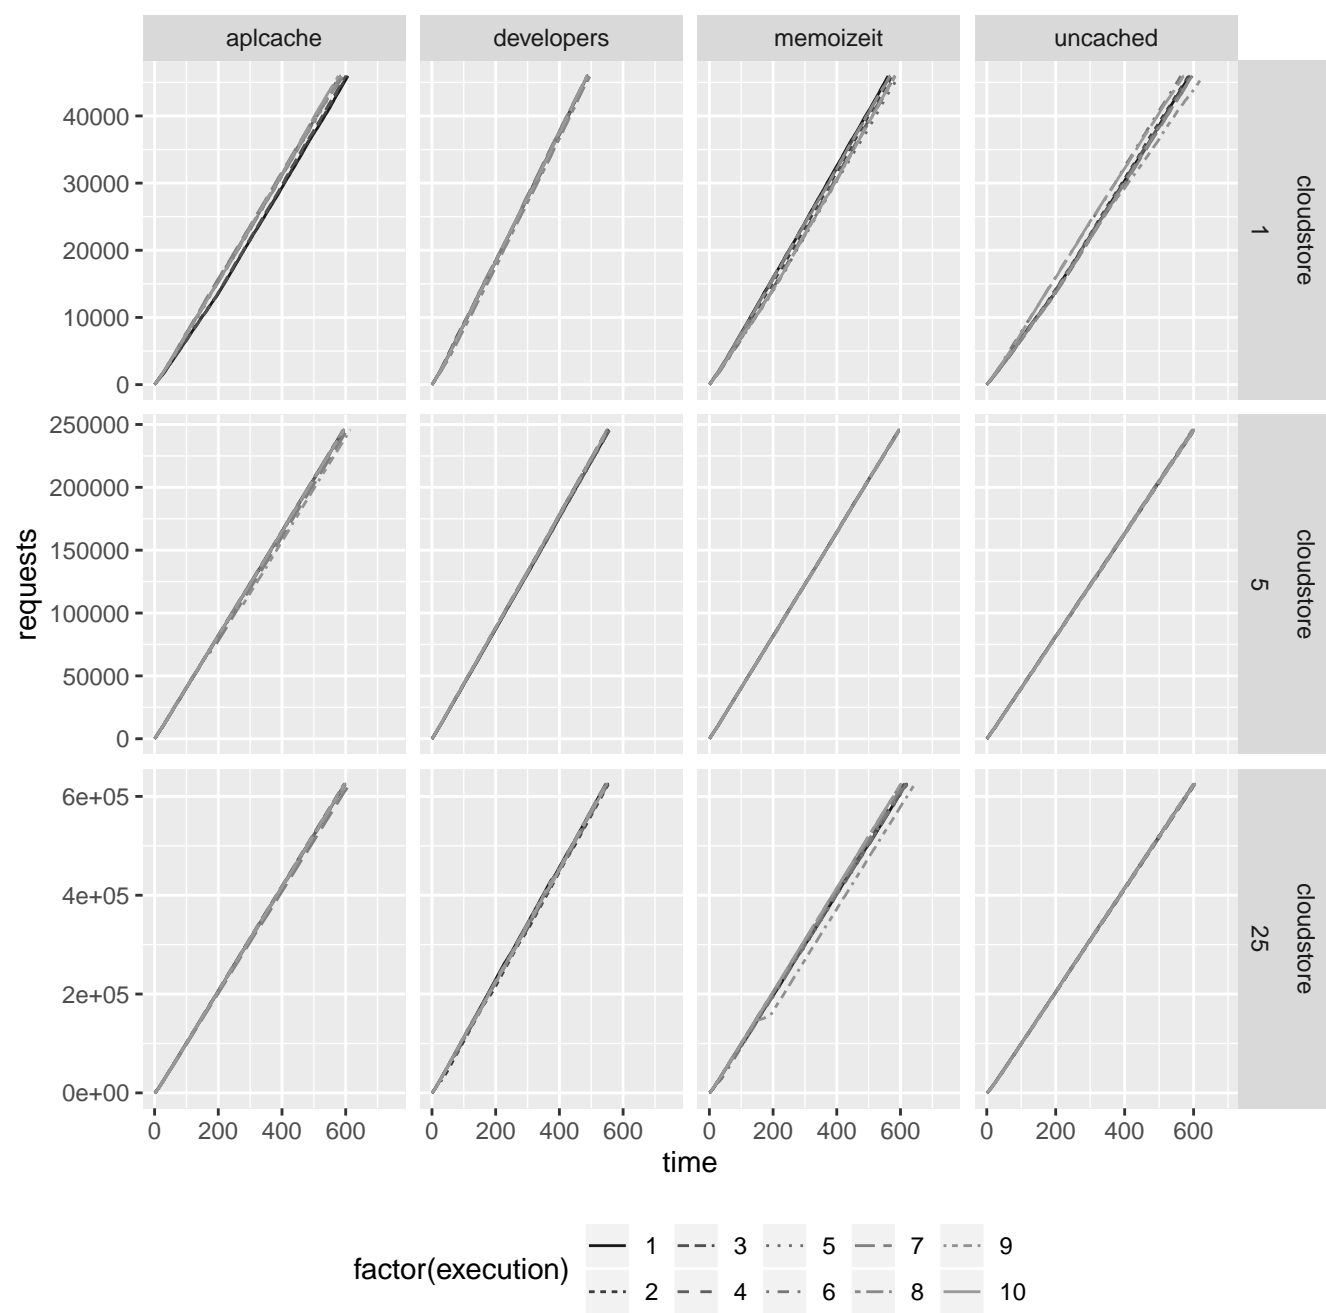 aplcache developers memoizeit uncached
40000
30000
20000
10000
0
cloudstore
1
250000
200000
150000
100000
50000
0
cloudstore
5
6e+05
4e+05
2e+05
0e+00
cloudstore
25
requests
0 200 400 600 0 200 400 600 0 200 400 600 0 200 400 600
time
factor(execution)
1 3 5 7 9
2 4 6 8 10